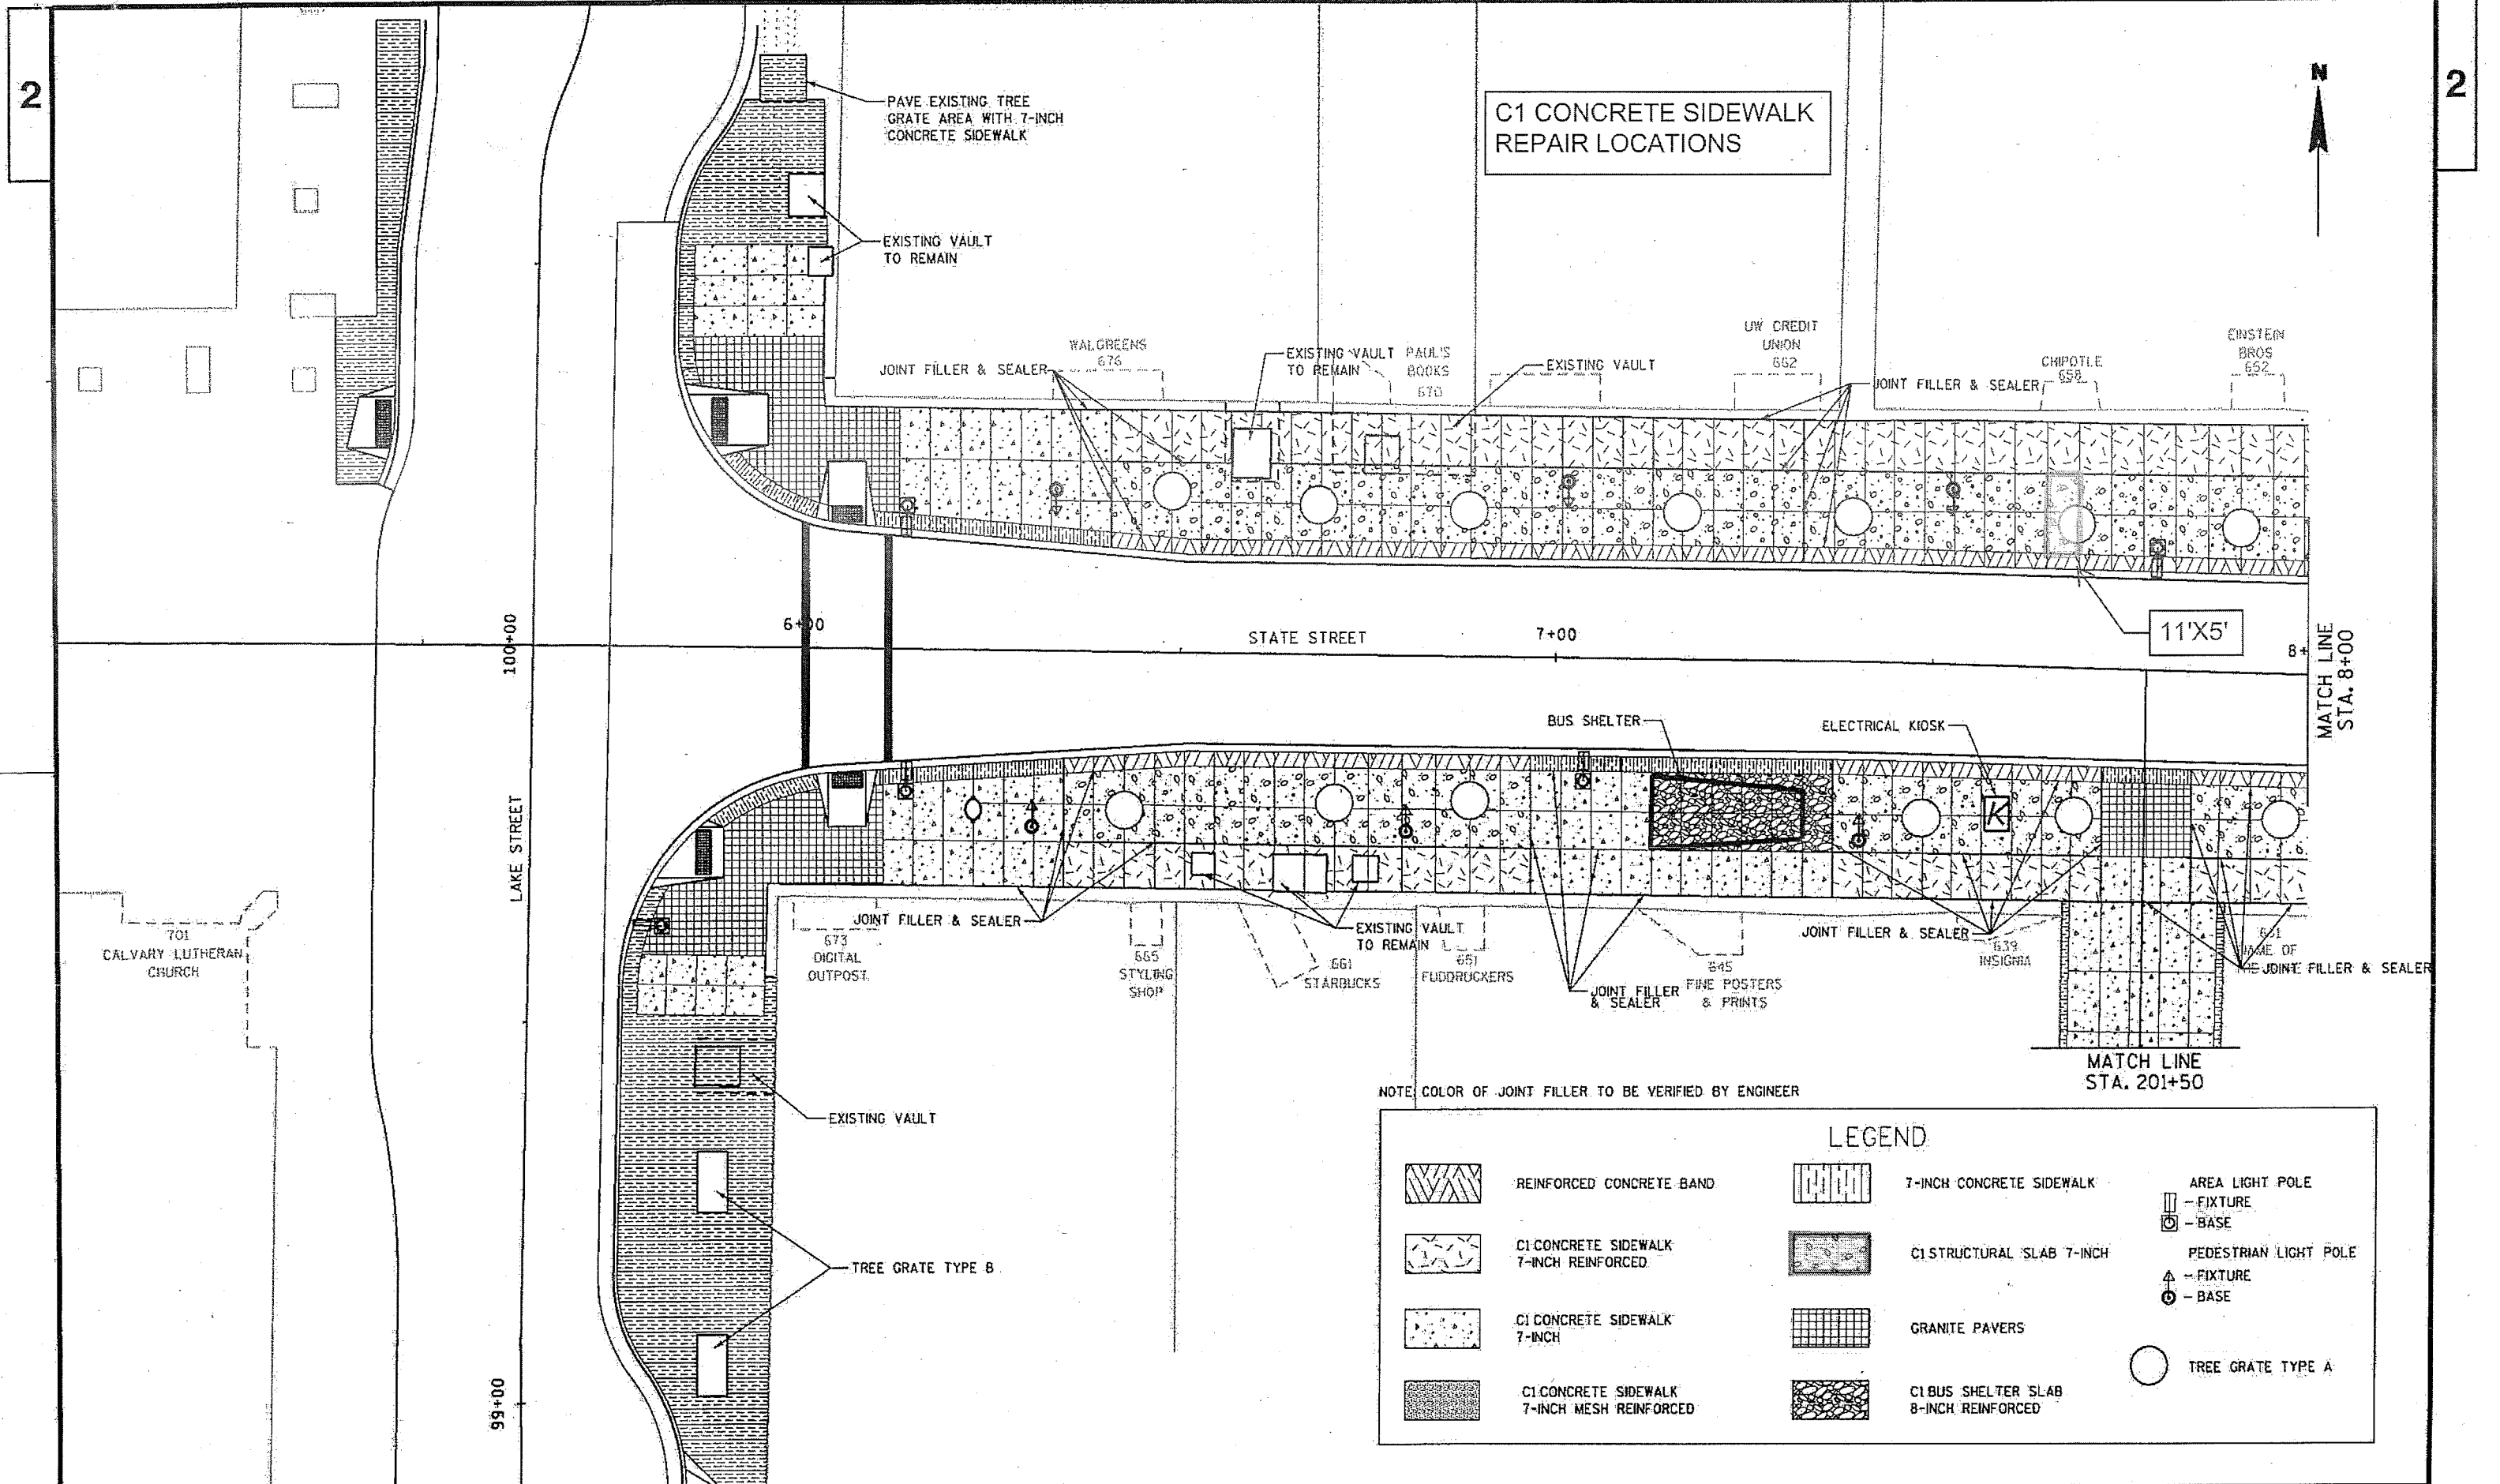 2
2
N
C1 CONCRETE SIDEWALK
REPAIR LOCATIONS
PAVE EXISTING TREE
GRATE AREA WITH 7-INCH
CONCRETE SIDEWALK
EXISTING VAULT
TO REMAIN
WALGREENS
676
JOINT FILLER & SEALER
EXISTING VAULT
TO REMAIN
PAUL'S
BOOKS
670
EXISTING VAULT
UW CREDIT
UNION
662
JOINT FILLER & SEALER
CHIPOTLE
658
EINSTEIN
BROS
652
11'X5'
6+00
STATE STREET
7+00
8+
MATCH LINE
STA. 8+00
100+00
LAKE STREET
99+00
BUS SHELTER
ELECTRICAL KIOSK
K
701
CALVARY LUTHERAN
CHURCH
673
DIGITAL
OUTPOST
JOINT FILLER & SEALER
665
STYLING
SHOP
661
STARBUCKS
EXISTING VAULT
TO REMAIN
651
FUDDRUCKERS
JOINT FILLER
& SEALER
645
FINE POSTERS
& PRINTS
JOINT FILLER & SEALER
639
INSIGNIA
631
OF
JOINT FILLER & SEALER
MATCH LINE
STA. 201+50
EXISTING VAULT
TREE GRATE TYPE B
NOTE: COLOR OF JOINT FILLER TO BE VERIFIED BY ENGINEER
LEGEND
REINFORCED CONCRETE BAND
C1 CONCRETE SIDEWALK
7-INCH REINFORCED
C1 CONCRETE SIDEWALK
7-INCH
C1 CONCRETE SIDEWALK
7-INCH MESH REINFORCED
7-INCH CONCRETE SIDEWALK
C1 STRUCTURAL SLAB 7-INCH
GRANITE PAVERS
C1 BUS SHELTER SLAB
8-INCH REINFORCED
AREA LIGHT POLE
- FIXTURE
- BASE
PEDESTRIAN LIGHT POLE
- FIXTURE
- BASE
TREE GRATE TYPE A